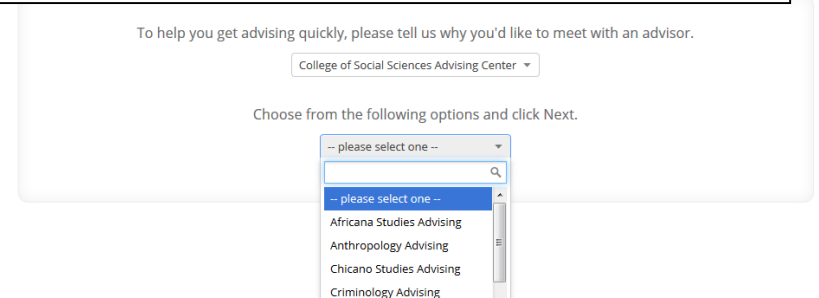 To help you get advising quickly, please tell us why you'd like to meet with an advisor.
College of Social Sciences Advising Center
Choose from the following options and click Next.
-- please select one --
-- please select one --
Africana Studies Advising
Anthropology Advising
Chicano Studies Advising
Criminology Advising